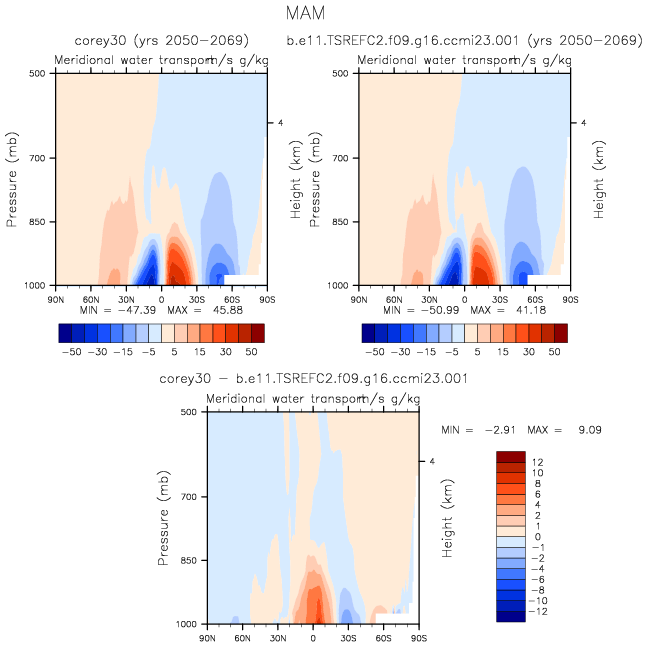 MAM
corey30 (yrs 2050-2069)
b.e11.TSREFC2.f09.g16.ccmi23.001 (yrs 2050-2069)
Meridional water transport m/s g/kg
Meridional water transport m/s g/kg
500
700
850
1000
Pressure (mb)
4
Height (km)
90N 60N 30N 0 30S 60S 90S
MIN = -47.39 MAX = 45.88
-50 -30 -15 -5 5 15 30 50
500
700
850
1000
Pressure (mb)
4
Height (km)
90N 60N 30N 0 30S 60S 90S
MIN = -50.99 MAX = 41.18
-50 -30 -15 -5 5 15 30 50
corey30 - b.e11.TSREFC2.f09.g16.ccmi23.001
Meridional water transport m/s g/kg
500
700
850
1000
Pressure (mb)
4
Height (km)
90N 60N 30N 0 30S 60S 90S
MIN = -2.91 MAX = 9.09
12
10
8
6
4
2
1
0
-1
-2
-4
-6
-8
-10
-12